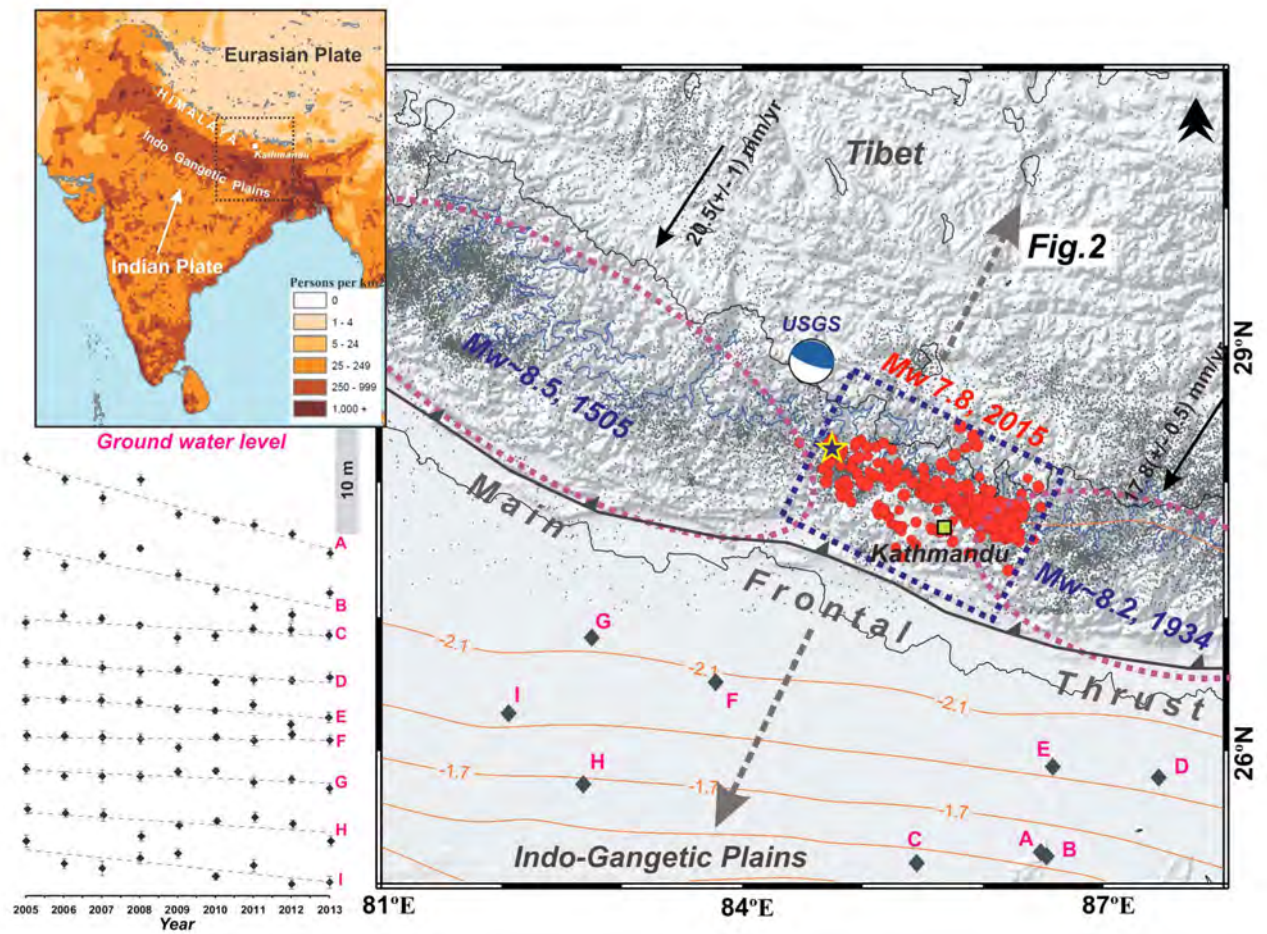 Eurasian Plate
HIMALAYA
Kathmandu
Indo Gangetic Plains
Indian Plate
Persons per km
0
1 - 4
5 - 24
25 - 249
250 - 999
1,000 +
Ground water level
10 m
A
B
C
D
E
F
G
H
I
2005 2006 2007 2008 2009 2010 2011 2012 2013
Year
Tibet
20.5(+/- 1) mm/yr
Fig.2
USGS
Mw 7.8, 2015
Mw~8.5, 1505
17.8(+/- 0.5) mm/yr
Kathmandu
Mw~8.2, 1934
Main Frontal Thrust
G
-2.1
-2.1
-2.1
F
I
E
D
H
-1.7
-1.7
C
A
B
Indo-Gangetic Plains
29°N
26°N
81°E 84°E 87°E